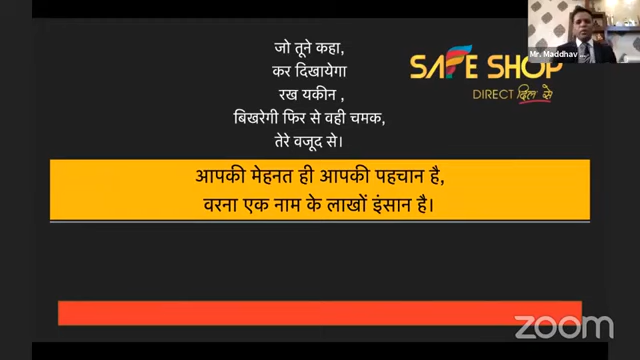 जो तूने कहा,
कर दिखायेगा
रख यकीन ,
बिखरेगी फिर से वही चमक,
तेरे वजूद से।
SAFE SHOP
DIRECT दिल से
आपकी मेहनत ही आपकी पहचान है,
वरना एक नाम के लाखों इंसान है।
Mr. Maddhav
zoom